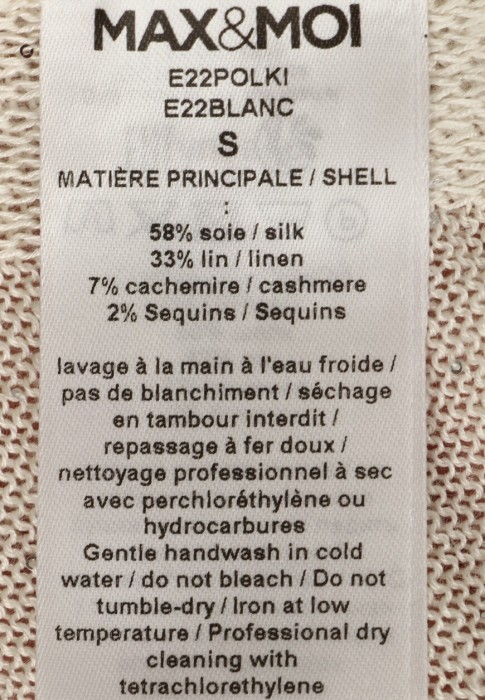 MAX&MOI
E22POLKI
E22BLANC
S
MATIÈRE PRINCIPALE / SHELL
:
58% soie / silk
33% lin / linen
7% cachemire / cashmere
2% Sequins / Sequins
lavage à la main à l'eau froide /
pas de blanchiment / séchage
en tambour interdit /
repassage à fer doux /
nettoyage professionnel à sec
avec perchloréthylène ou
hydrocarbures
Gentle handwash in cold
water / do not bleach / Do not
tumble-dry / Iron at low
temperature / Professional dry
cleaning with
tetrachlorethylene